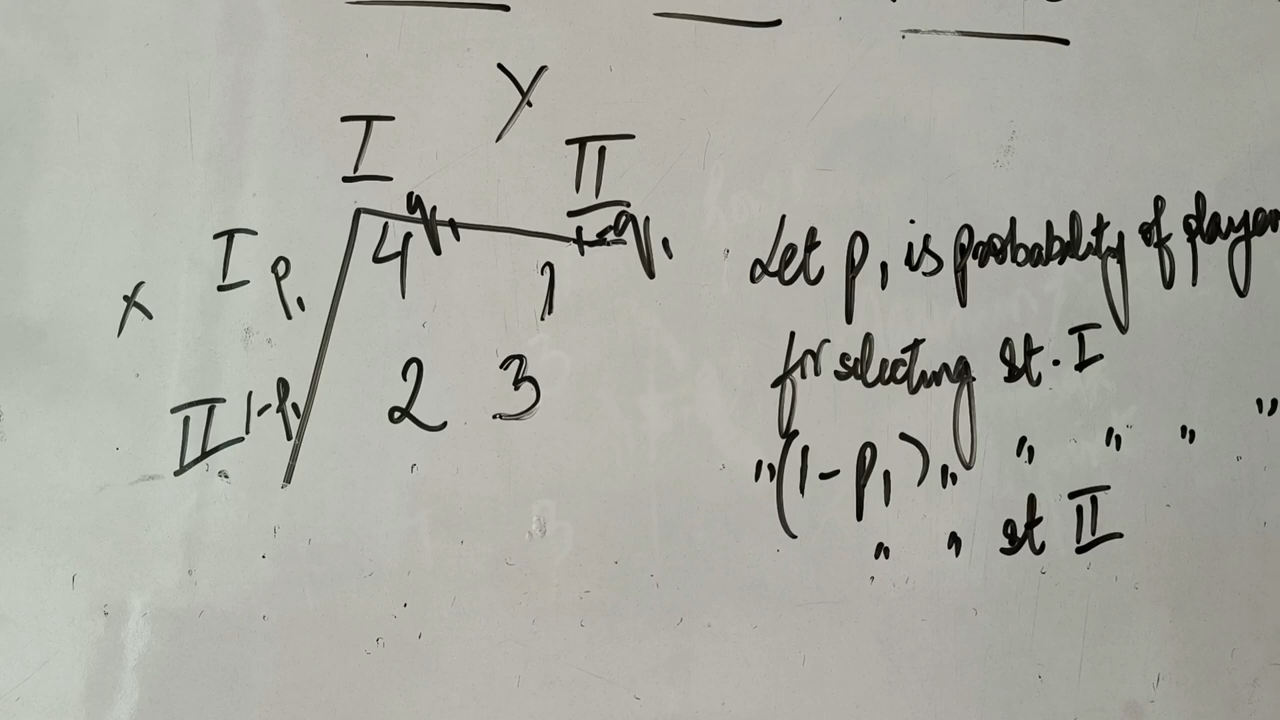 Y
I II
q₁ 1-q₁
X I p₁ 4 1
II 1-p₁ 2 3
Let p₁ is probability of player
for selecting st. I
" (1-p₁) " " " " "
" " st II